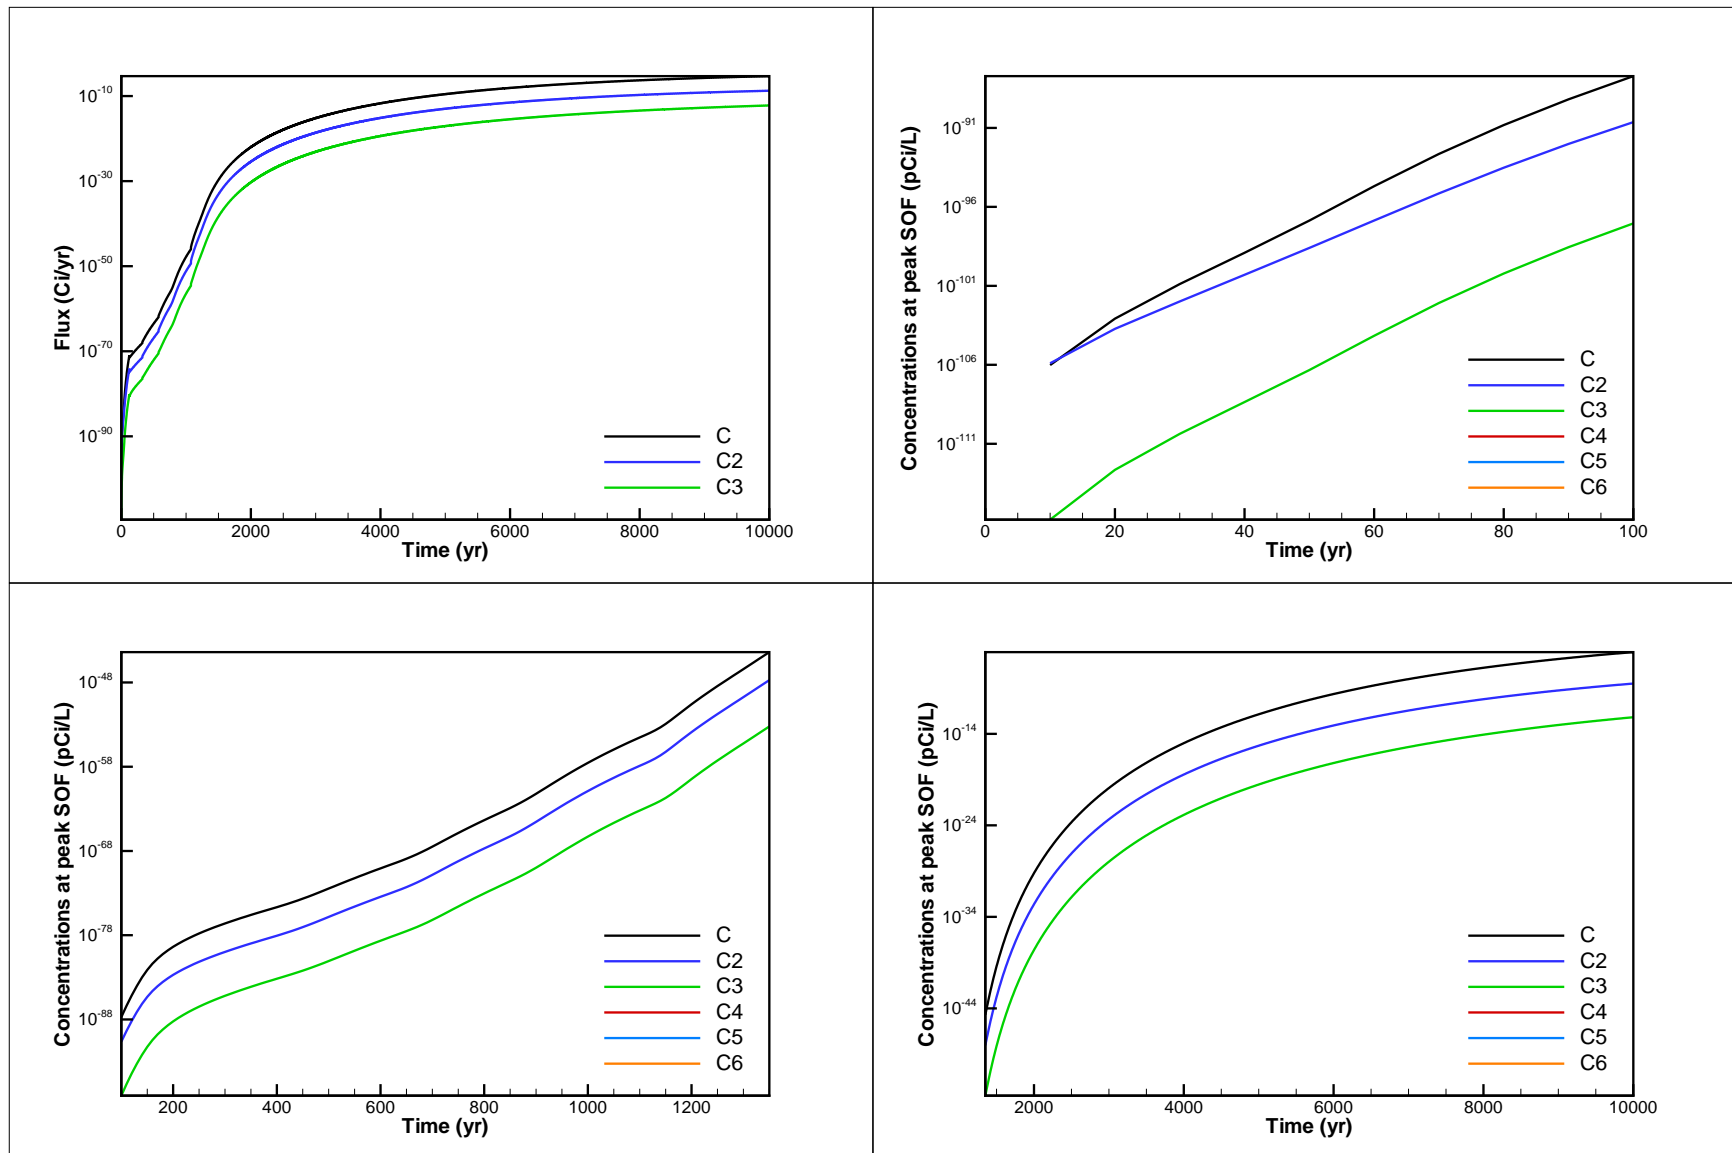 Flux (Ci/yr)
10-10
10-30
10-50
10-70
10-90
C
C2
C3
0 2000 4000 6000 8000 10000
Time (yr)
Concentrations at peak SOF (pCi/L)
10-91
10-96
10-101
10-106
10-111
C
C2
C3
C4
C5
C6
0 20 40 60 80 100
Time (yr)
Concentrations at peak SOF (pCi/L)
10-48
10-58
10-68
10-78
10-88
C
C2
C3
C4
C5
C6
200 400 600 800 1000 1200
Time (yr)
Concentrations at peak SOF (pCi/L)
10-14
10-24
10-34
10-44
C
C2
C3
C4
C5
C6
2000 4000 6000 8000 10000
Time (yr)